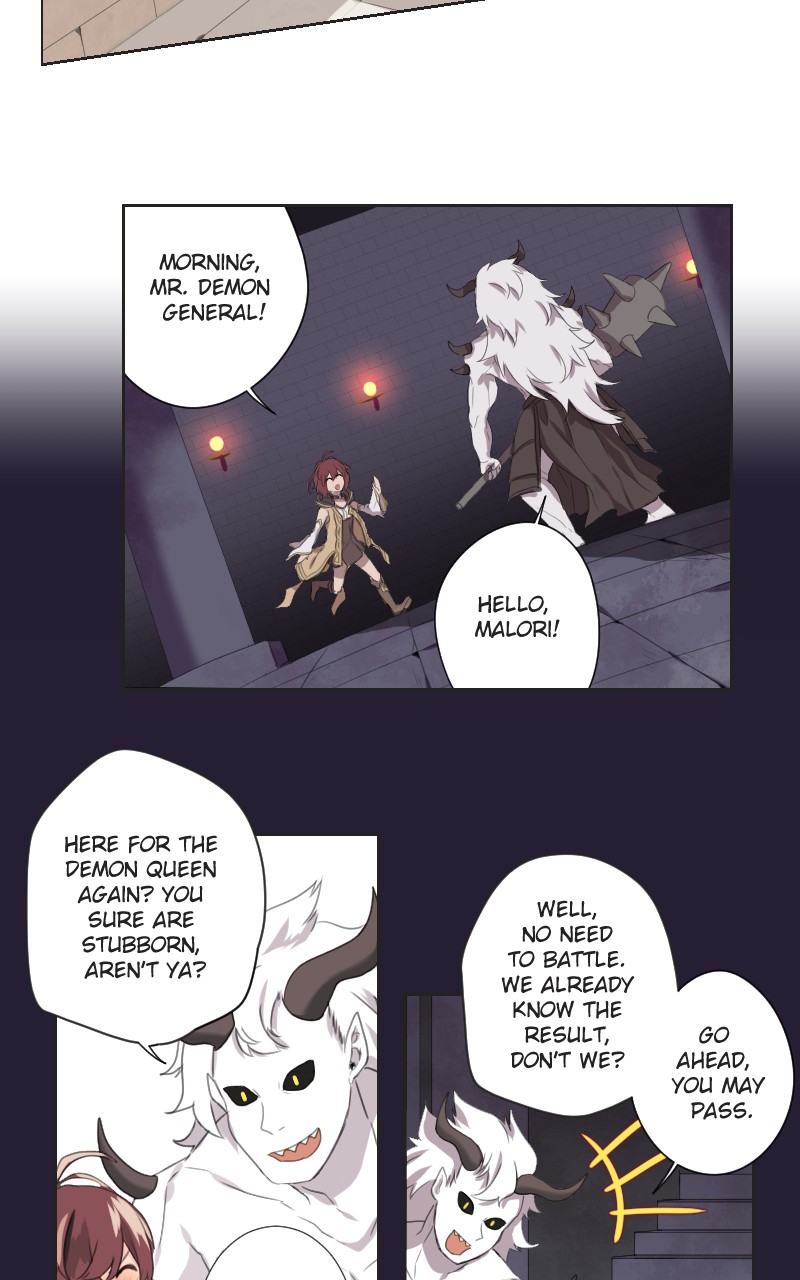 MORNING,
MR. DEMON
GENERAL!
HELLO,
MALORI!
HERE FOR THE
DEMON QUEEN
AGAIN? YOU
SURE ARE
STUBBORN,
AREN'T YA?
WELL,
NO NEED
TO BATTLE.
WE ALREADY
KNOW THE
RESULT,
DON'T WE?
GO
AHEAD,
YOU MAY
PASS.